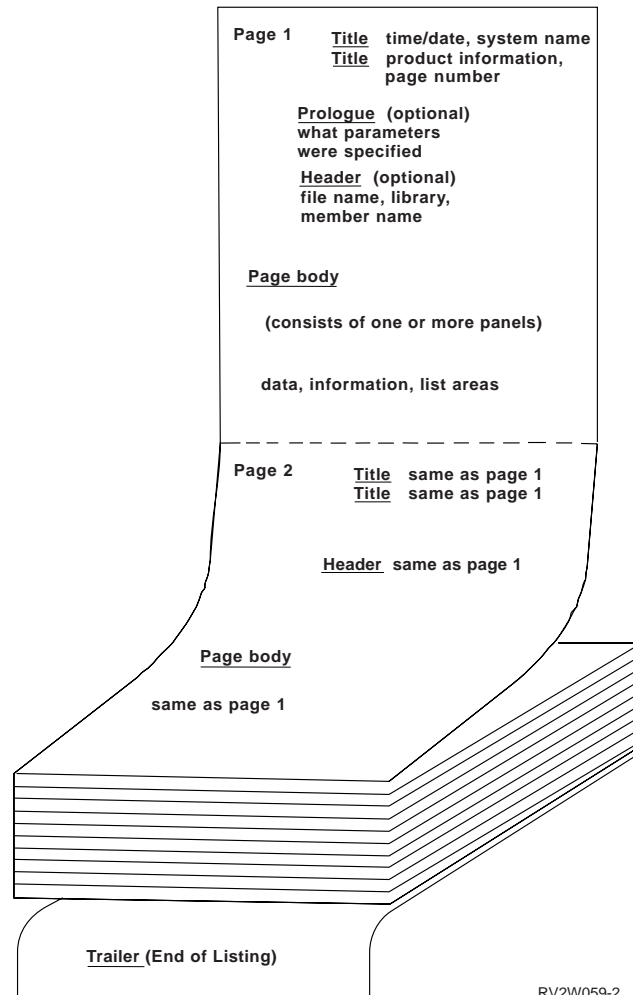 Page 1
Title time/date, system name
Title product information,
page number
Prologue (optional)
what parameters
were specified
Header (optional)
file name, library,
member name
Page body
(consists of one or more panels)
data, information, list areas
Page 2
Title same as page 1
Title same as page 1
Header same as page 1
Page body
same as page 1
Trailer (End of Listing)
RV2W059-2